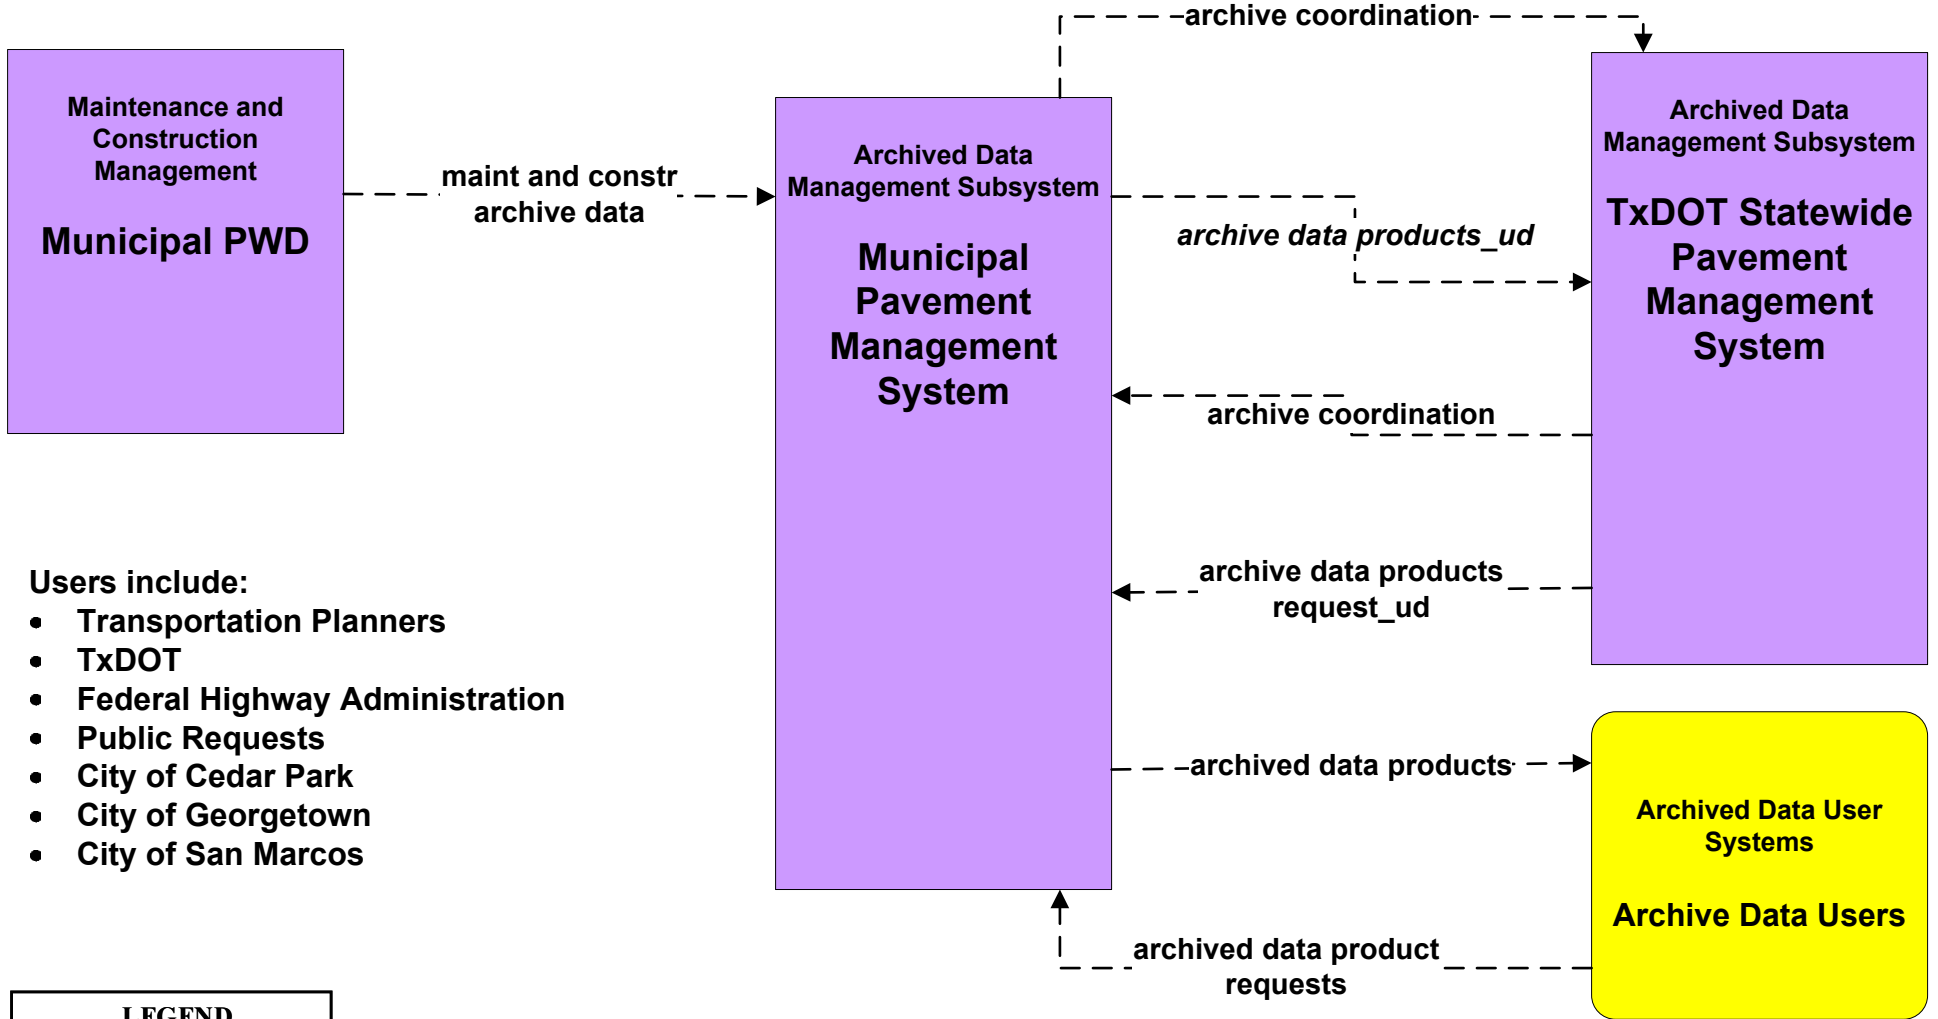 archive coordination
Maintenance and
Construction
Management
Municipal PWD
maint and constr
archive data
Archived Data
Management Subsystem
Municipal
Pavement
Management
System
archive data products_ud
archive coordination
archive data products
request_ud
archived data products
archived data product
requests
Archived Data
Management Subsystem
TxDOT Statewide
Pavement
Management
System
Archived Data User
Systems
Archive Data Users
Users include:
• Transportation Planners
• TxDOT
• Federal Highway Administration
• Public Requests
• City of Cedar Park
• City of Georgetown
• City of San Marcos
LEGEND